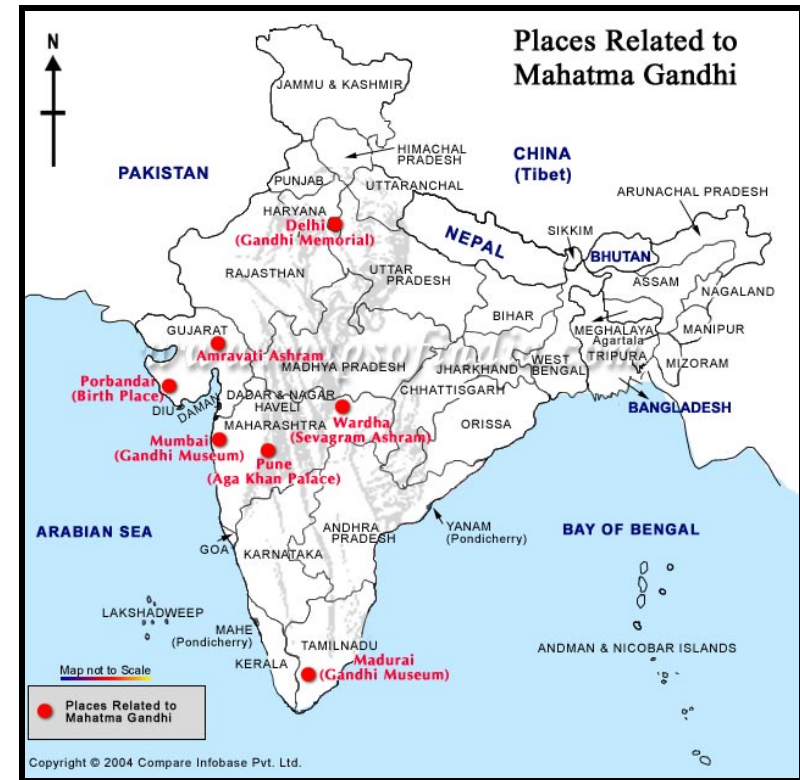 Places Related to
Mahatma Gandhi
N
JAMMU & KASHMIR
HIMACHAL
PRADESH
CHINA
(Tibet)
PAKISTAN
PUNJAB
UTTARANCHAL
ARUNACHAL PRADESH
HARYANA
Delhi
(Gandhi Memorial)
NEPAL
SIKKIM
BHUTAN
RAJASTHAN
UTTAR
PRADESH
ASSAM
NAGALAND
BIHAR
GUJARAT
MEGHALAYA
MANIPUR
Agartala
Amravati Ashram
MADHYA PRADESH
JHARKHAND
WEST
BENGAL
TRIPURA
MIZORAM
Porbandar
(Birth Place)
CHHATTISGARH
DADAR & NAGAR
HAVELI
DIU
DAMAN
BANGLADESH
MAHARASHTRA
Wardha
(Sevagram Ashram)
ORISSA
Mumbai
(Gandhi Museum)
Pune
(Aga Khan Palace)
ARABIAN SEA
ANDHRA
PRADESH
YANAM
(Pondicherry)
BAY OF BENGAL
GOA
KARNATAKA
LAKSHADWEEP
MAHE
(Pondicherry)
TAMILNADU
ANDMAN & NICOBAR ISLANDS
KERALA
Madurai
(Gandhi Museum)
Map not to Scale
Places Related to
Mahatma Gandhi
Copyright © 2004 Compare Infobase Pvt. Ltd.